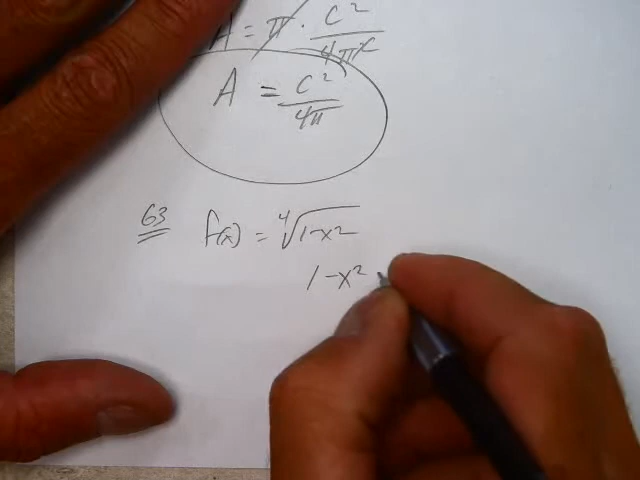 A = π · C² / 4π²
A = C² / 4π
63 f(x) = ⁴√1-x²
1-x²